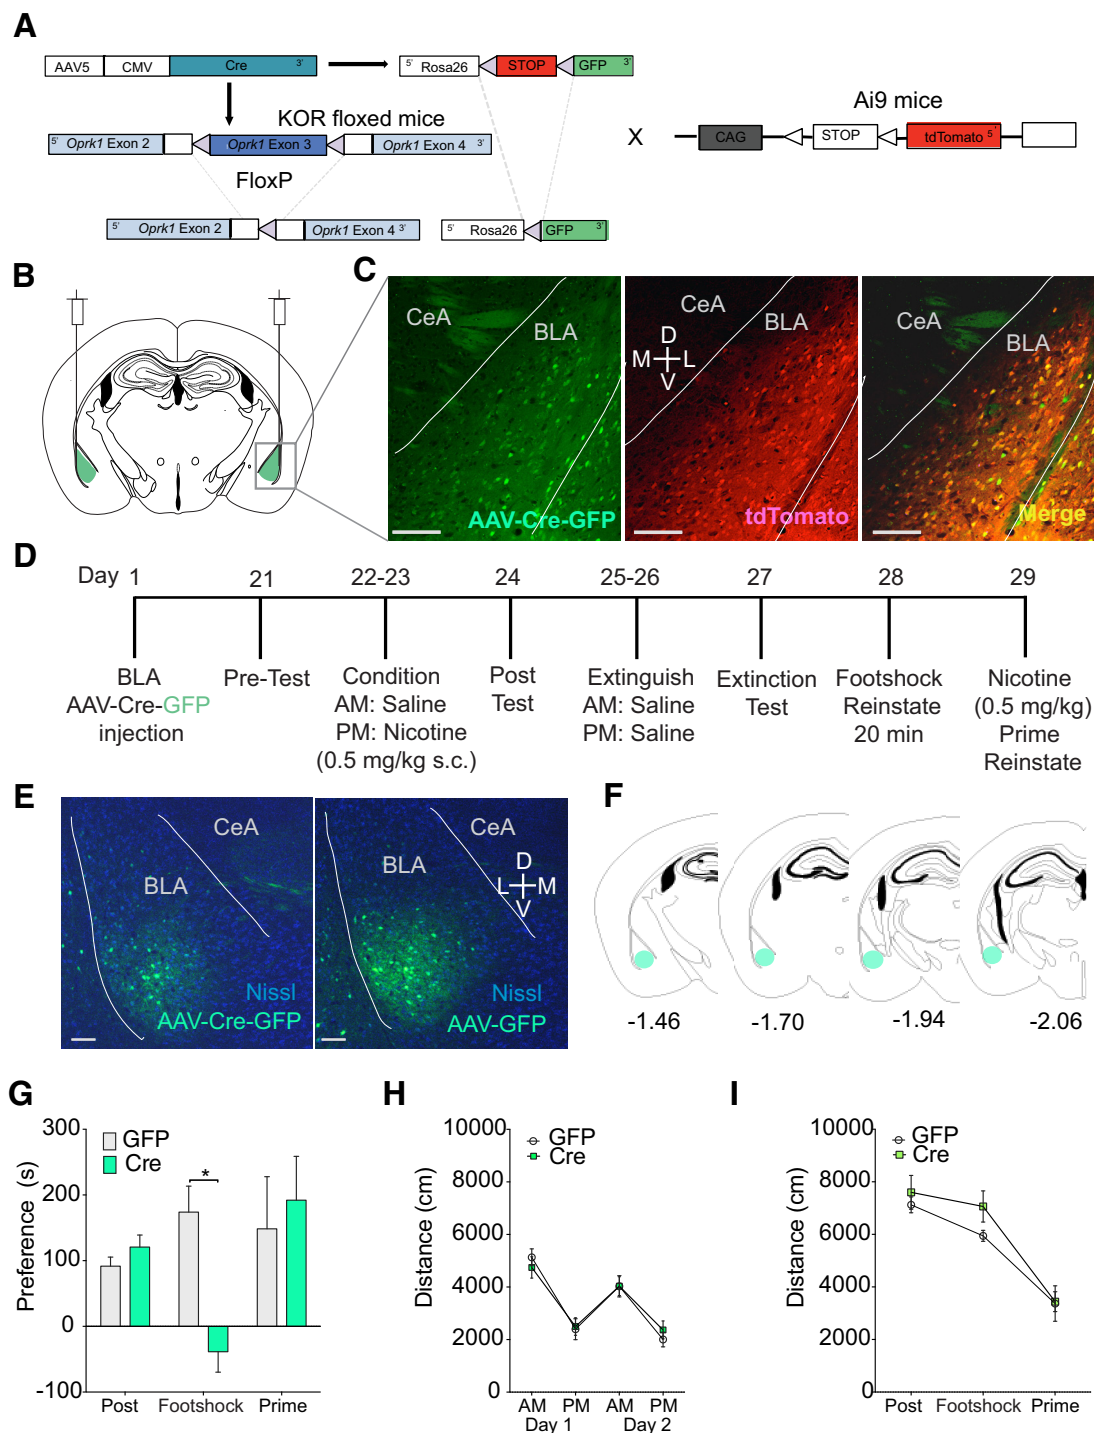 A
AAV5 CMV Cre 3'
5' Rosa26 STOP GFP 3'
KOR floxed mice
Ai9 mice
5' Oprk1 Exon 2 Oprk1 Exon 3 Oprk1 Exon 4 3'
X
CAG STOP tdTomato 5'
FloxP
5' Oprk1 Exon 2 Oprk1 Exon 4 3'
5' Rosa26 GFP 3'
B
C
CeA BLA AAV-Cre-GFP
CeA BLA
D
M L
V
tdTomato
CeA BLA Merge
D
Day 1 21 22-23 24 25-26 27 28 29
BLA
AAV-Cre-GFP
injection
Pre-Test
Condition
AM: Saline
PM: Nicotine
(0.5 mg/kg s.c.)
Post
Test
Extinguish
AM: Saline
PM: Saline
Extinction
Test
Footshock
Reinstate
20 min
Nicotine
(0.5 mg/kg)
Prime
Reinstate
E
CeA
BLA
Nissl
AAV-Cre-GFP
CeA
BLA
D
L M
V
Nissl
AAV-GFP
F
-1.46 -1.70 -1.94 -2.06
G
Preference (s)
300
200
100
0
-100
GFP
Cre
*
Post Footshock Prime
H
Distance (cm)
10000
8000
6000
4000
2000
0
GFP
Cre
AM PM AM PM
Day 1 Day 2
I
Distance (cm)
10000
8000
6000
4000
2000
0
GFP
Cre
Post Footshock Prime